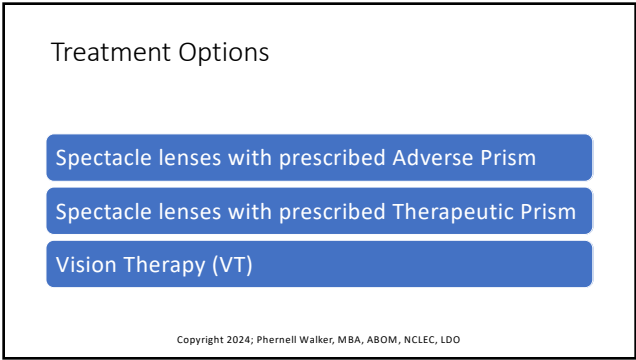 Treatment Options
Spectacle lenses with prescribed Adverse Prism
Spectacle lenses with prescribed Therapeutic Prism
Vision Therapy (VT)
Copyright 2024; Phernell Walker, MBA, ABOM, NCLEC, LDO